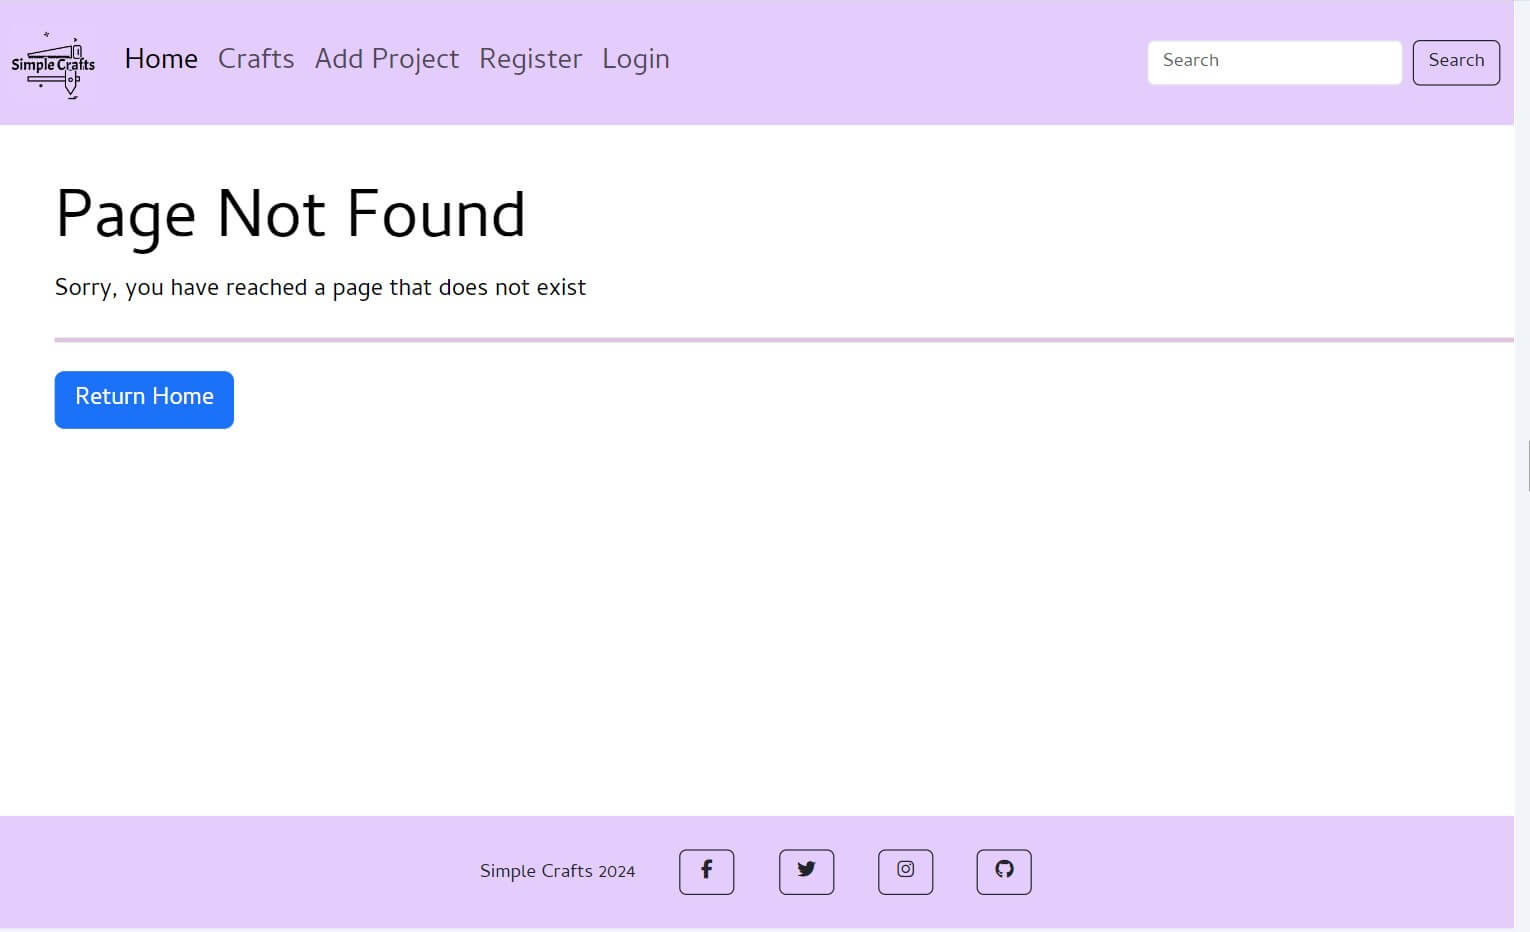 Simple Crafts
Home Crafts Add Project Register Login
Search Search
Page Not Found
Sorry, you have reached a page that does not exist
Return Home
Simple Crafts 2024